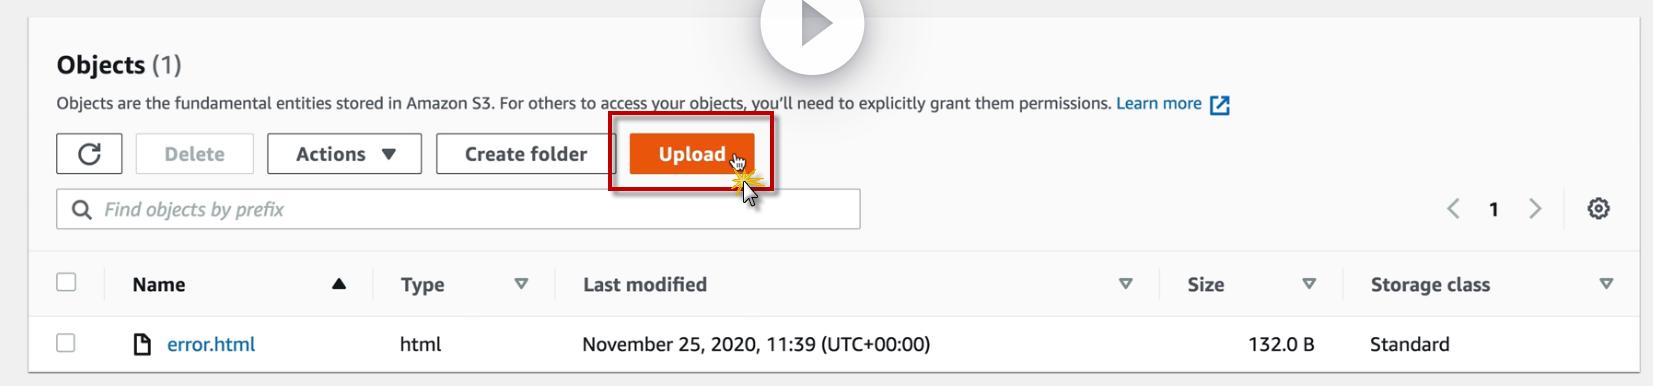 Objects (1)
Objects are the fundamental entities stored in Amazon S3. For others to access your objects, you'll need to explicitly grant them permissions. Learn more
Delete Actions Create folder Upload
Find objects by prefix 1
Name Type Last modified Size Storage class
error.html html November 25, 2020, 11:39 (UTC+00:00) 132.0 B Standard